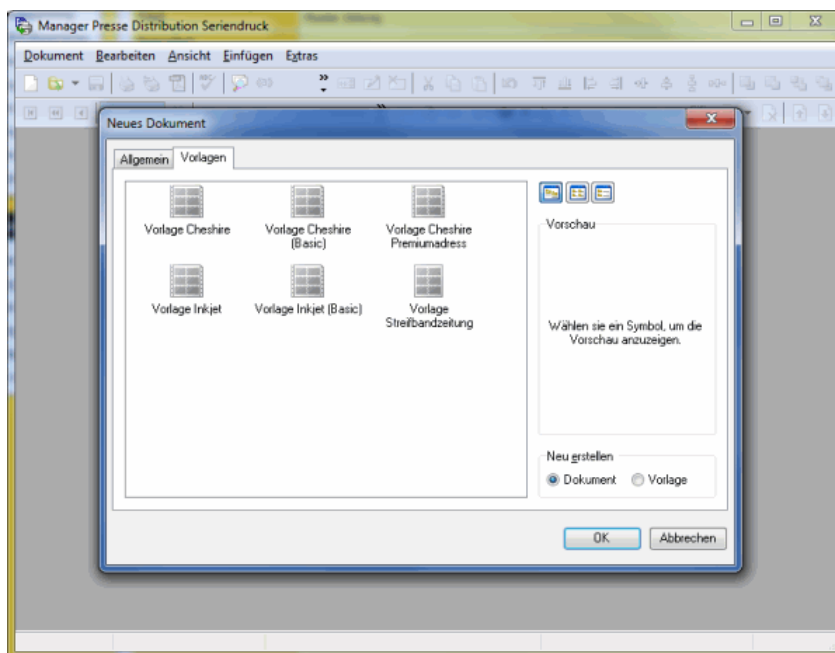 Manager Presse Distribution Seriendruck
Dokument Bearbeiten Ansicht Einfügen Extras
Neues Dokument
Allgemein Vorlagen
Vorlage Cheshire
Vorlage Cheshire
(Basic)
Vorlage Cheshire
Premiumadress
Vorlage Inkjet
Vorlage Inkjet (Basic)
Vorlage
Streifbandzeitung
Vorschau
Wählen sie ein Symbol, um die
Vorschau anzuzeigen.
Neu erstellen
Dokument Vorlage
OK Abbrechen